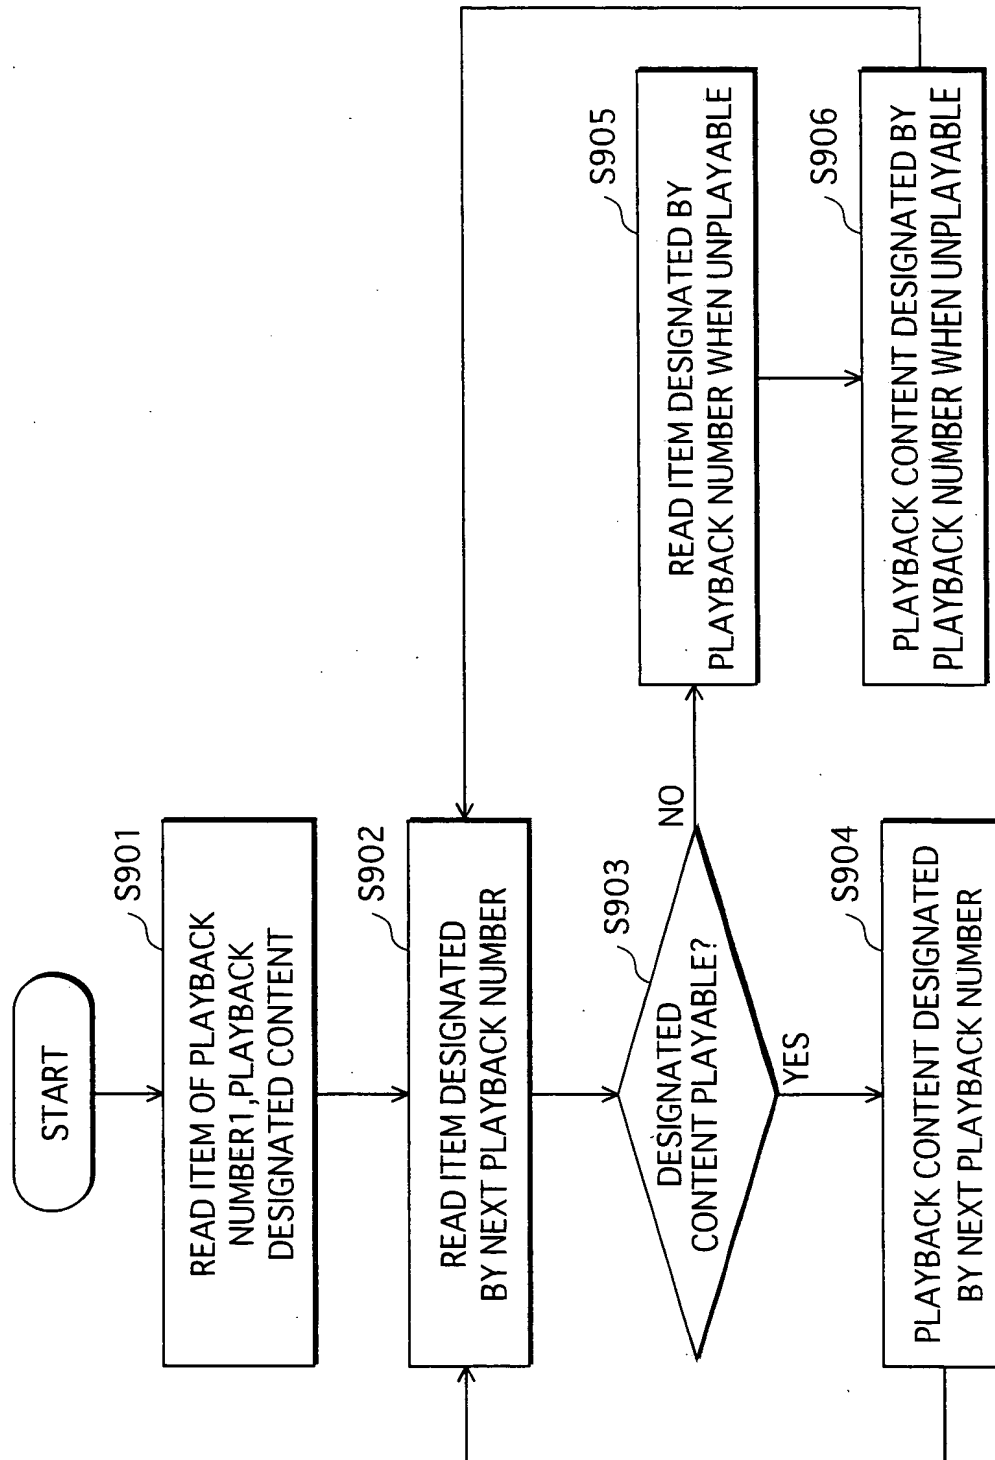 START
S901
READ ITEM OF PLAYBACK
NUMBER1,PLAYBACK
DESIGNATED CONTENT
S902
READ ITEM DESIGNATED
BY NEXT PLAYBACK NUMBER
S903
DESIGNATED
CONTENT PLAYABLE?
NO
YES
S904
PLAYBACK CONTENT DESIGNATED
BY NEXT PLAYBACK NUMBER
S905
READ ITEM DESIGNATED BY
PLAYBACK NUMBER WHEN UNPLAYABLE
S906
PLAYBACK CONTENT DESIGNATED BY
PLAYBACK NUMBER WHEN UNPLAYABLE